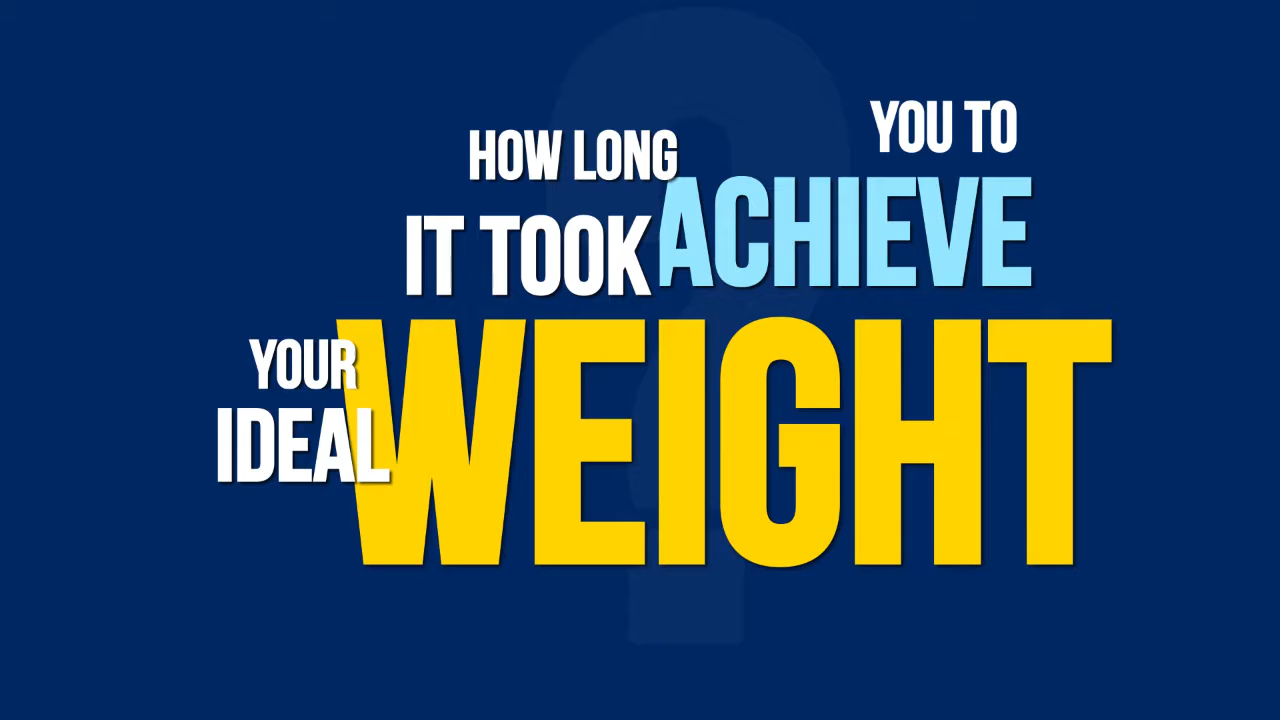 HOW LONG
IT TOOK
YOU TO
ACHIEVE
YOUR
IDEAL
WEIGHT